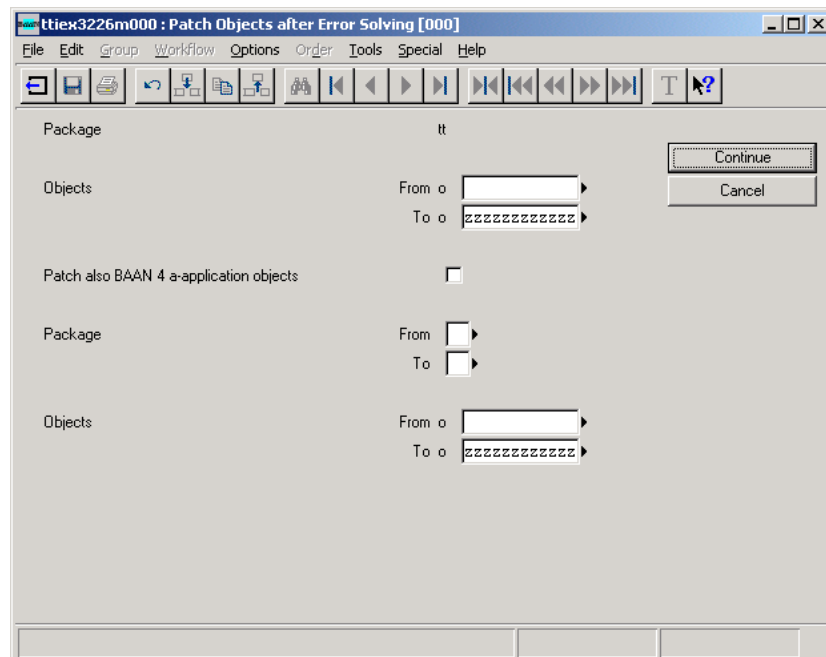 ttiex3226m000 : Patch Objects after Error Solving [000]
File Edit Group Workflow Options Order Tools Special Help
T ?
Package tt
Continue
Objects From o
Cancel
To o zzzzzzzzzzzz
Patch also BAAN 4 a-application objects
Package From
To
Objects From o
To o zzzzzzzzzzzz